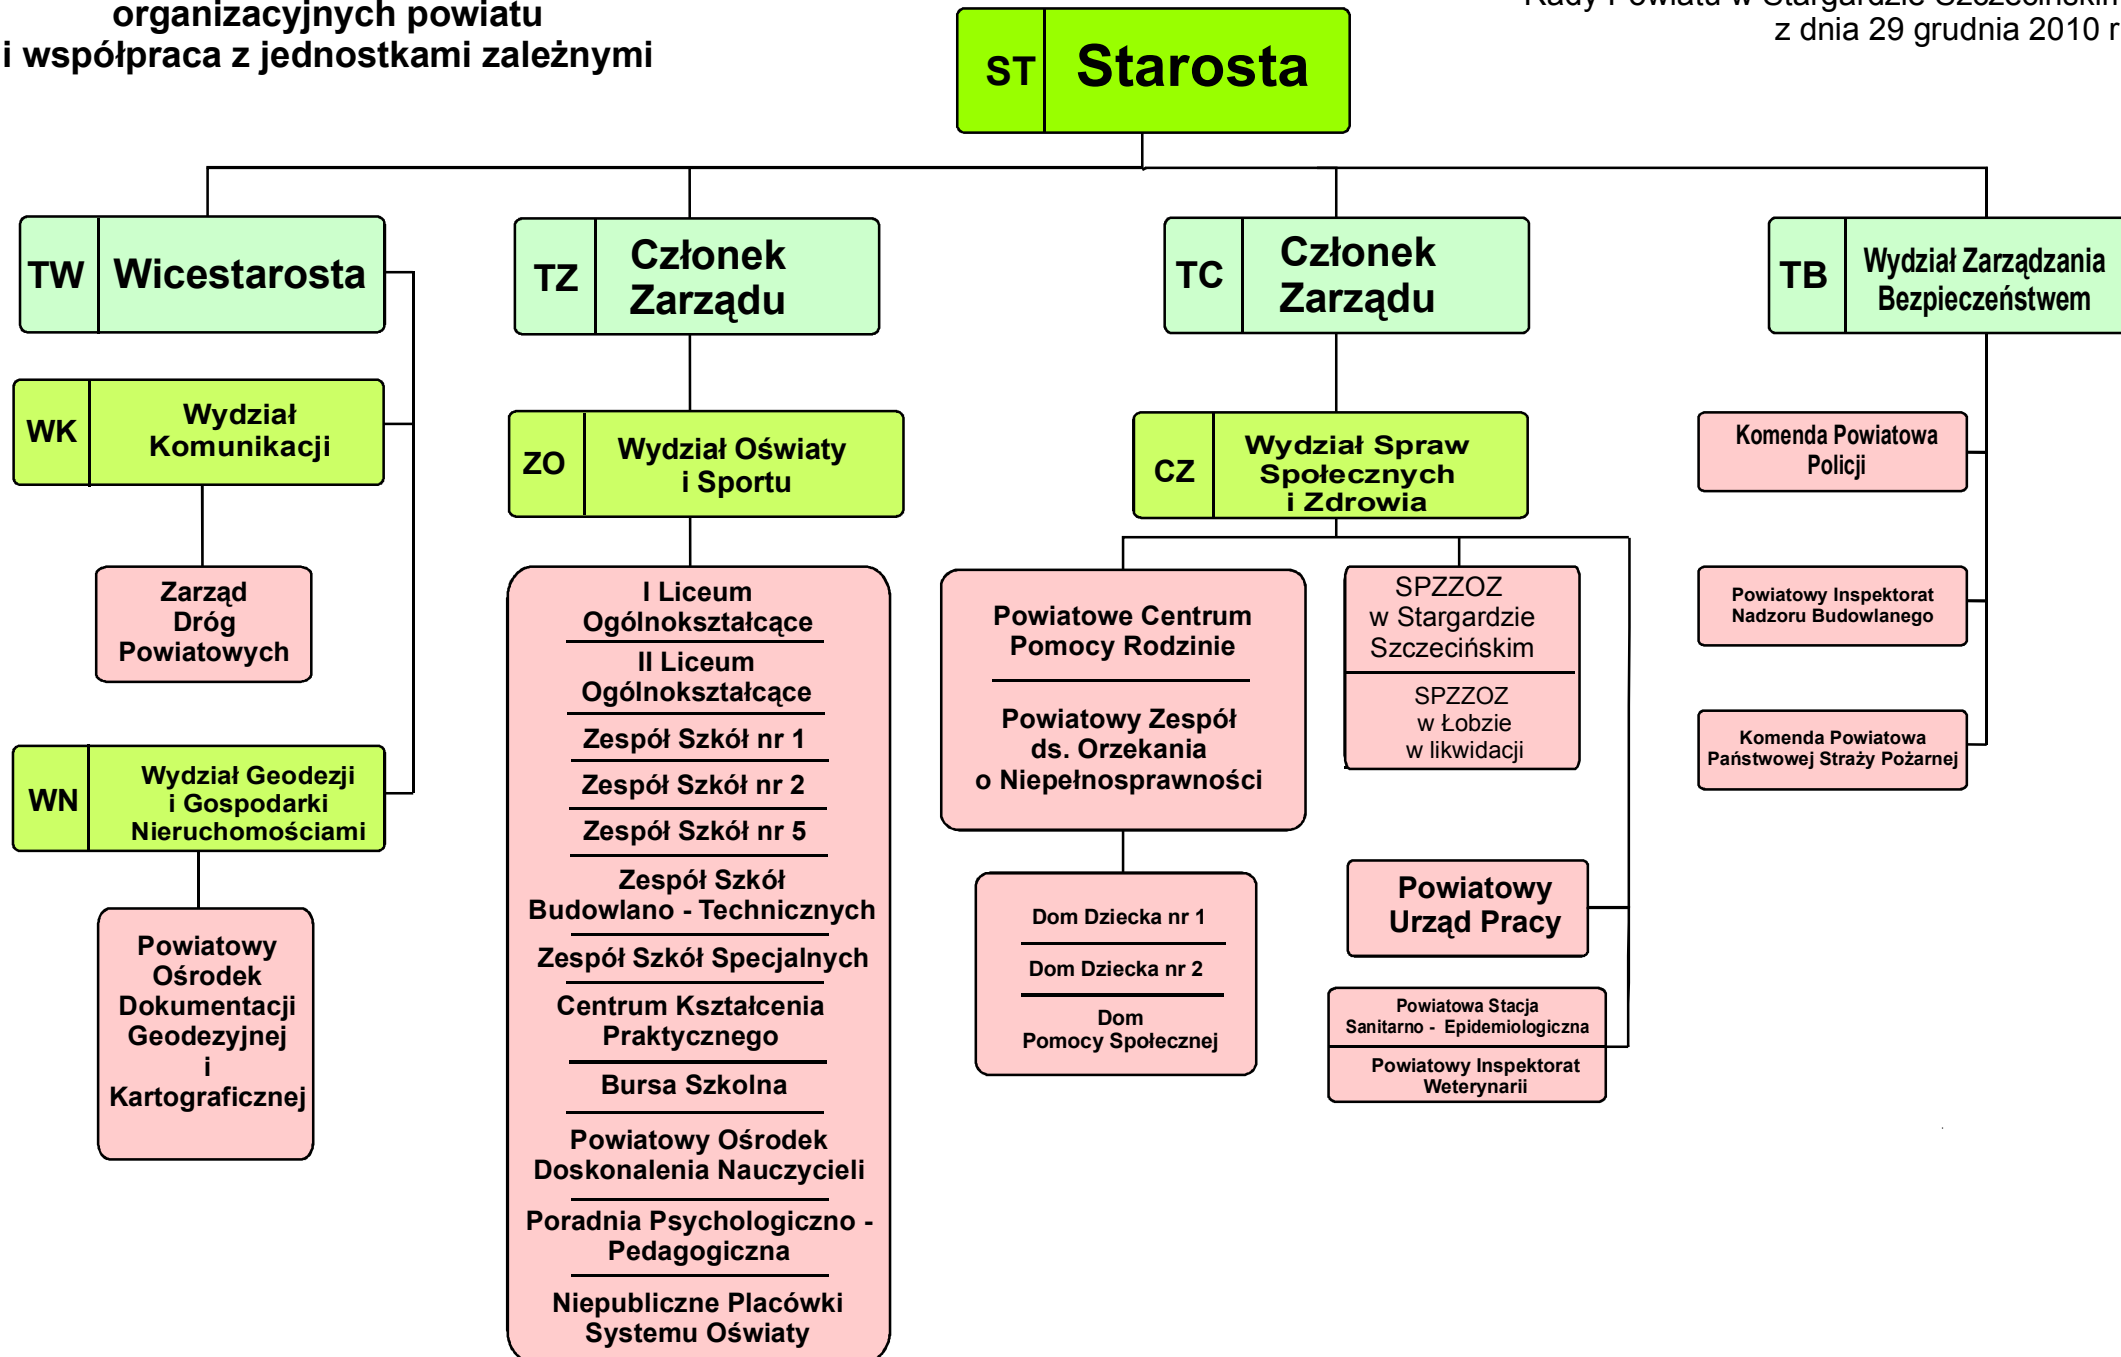 organizacyjnych powiatu
i współpraca z jednostkami zależnymi
Rady Powiatu w Stargardzie Szczecińskim
z dnia 29 grudnia 2010 r
ST
Starosta
TW
Wicestarosta
TZ
Członek
Zarządu
TC
Członek
Zarządu
TB
Wydział Zarządzania
Bezpieczeństwem
WK
Wydział
Komunikacji
Zarząd
Dróg
Powiatowych
WN
Wydział Geodezji
i Gospodarki
Nieruchomościami
Powiatowy
Ośrodek
Dokumentacji
Geodezyjnej
i
Kartograficznej
ZO
Wydział Oświaty
i Sportu
I Liceum
Ogólnokształcące
II Liceum
Ogólnokształcące
Zespół Szkół nr 1
Zespół Szkół nr 2
Zespół Szkół nr 5
Zespół Szkół
Budowlano - Technicznych
Zespół Szkół Specjalnych
Centrum Kształcenia
Praktycznego
Bursa Szkolna
Powiatowy Ośrodek
Doskonalenia Nauczycieli
Poradnia Psychologiczno -
Pedagogiczna
Niepubliczne Placówki
Systemu Oświaty
CZ
Wydział Spraw
Społecznych
i Zdrowia
Powiatowe Centrum
Pomocy Rodzinie
Powiatowy Zespół
ds. Orzekania
o Niepełnosprawności
Dom Dziecka nr 1
Dom Dziecka nr 2
Dom
Pomocy Społecznej
SPZZOZ
w Stargardzie
Szczecińskim
SPZZOZ
w Łobzie
w likwidacji
Powiatowy
Urząd Pracy
Powiatowa Stacja
Sanitarno - Epidemiologiczna
Powiatowy Inspektorat
Weterynarii
Komenda Powiatowa
Policji
Powiatowy Inspektorat
Nadzoru Budowlanego
Komenda Powiatowa
Państwowej Straży Pożarnej